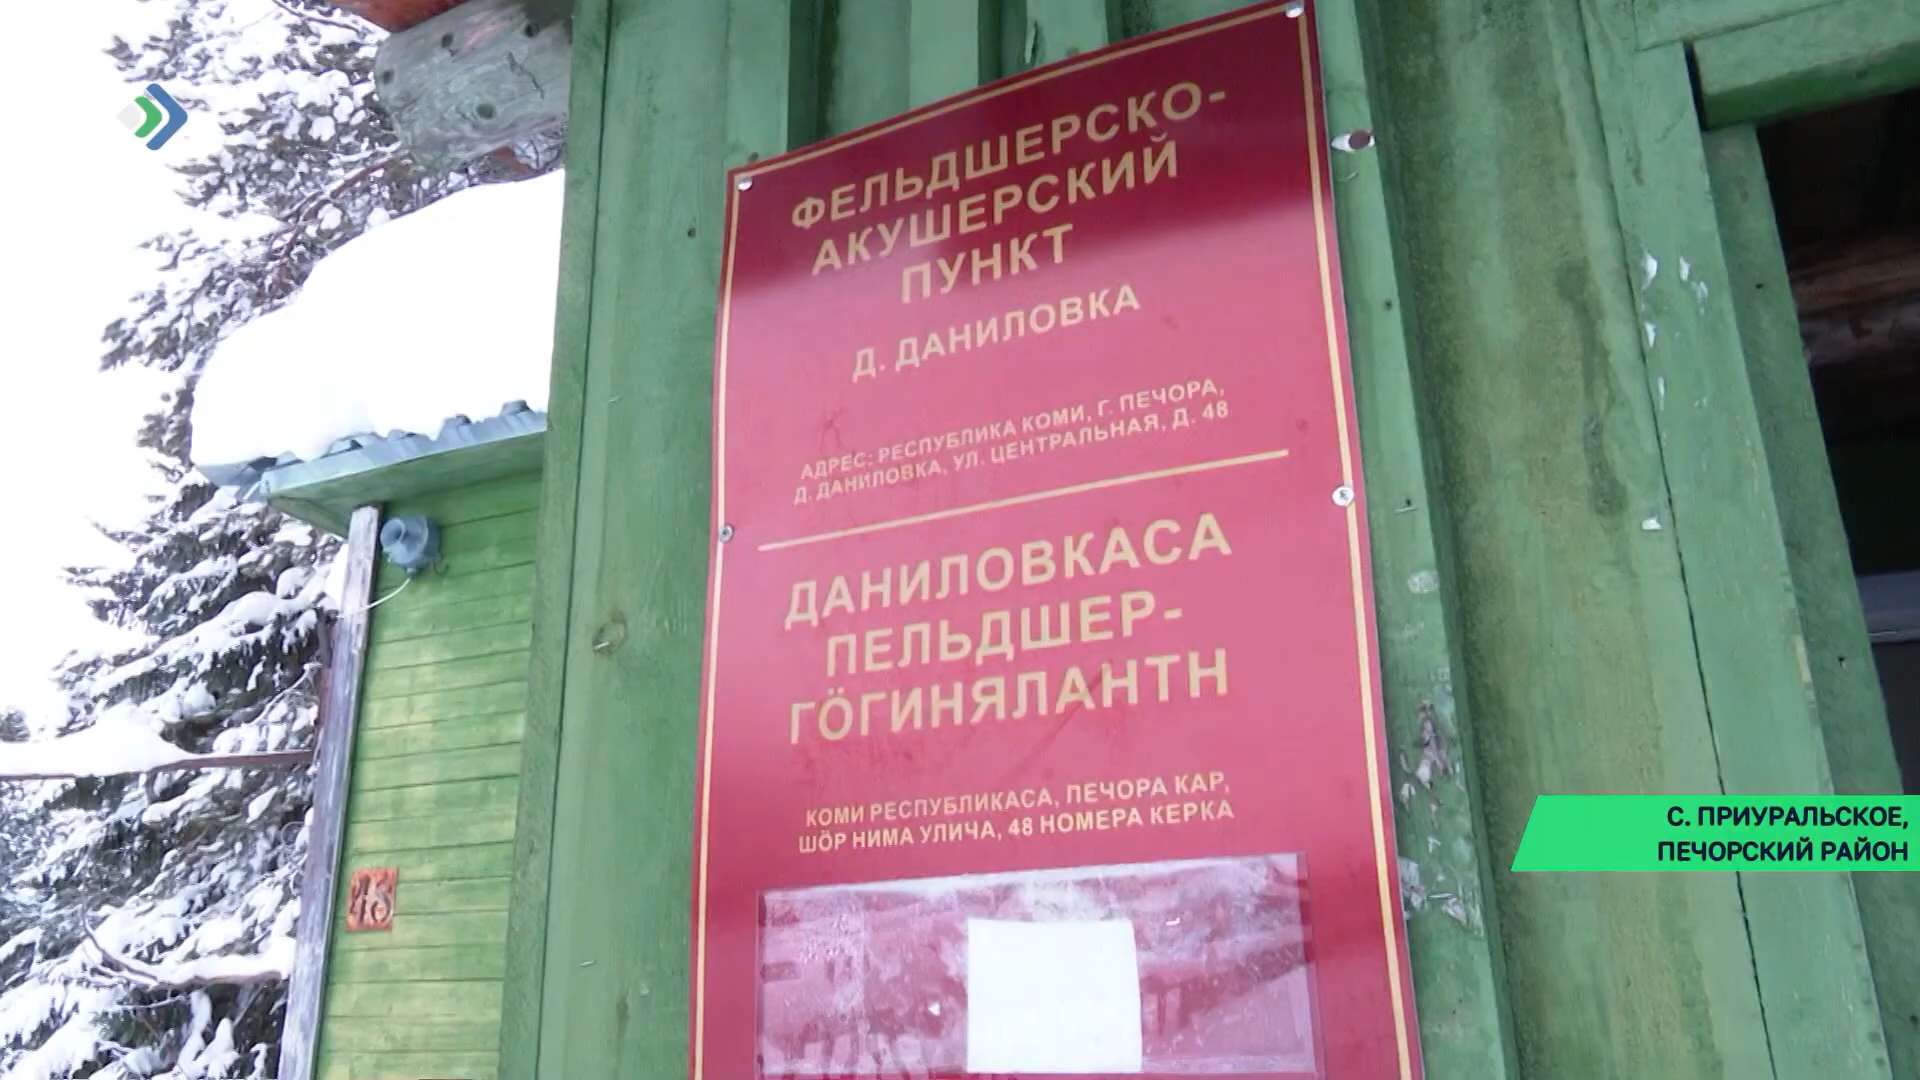 ФЕЛЬДШЕРСКО-
АКУШЕРСКИЙ
ПУНКТ
Д. ДАНИЛОВКА
АДРЕС: РЕСПУБЛИКА КОМИ, Г. ПЕЧОРА,
Д. ДАНИЛОВКА, УЛ. ЦЕНТРАЛЬНАЯ, Д. 48
ДАНИЛОВКАСА
ПЕЛЬДШЕР-
ГӦГИНЯЛАНТН
КОМИ РЕСПУБЛИКАСА, ПЕЧОРА КАР,
ШӦР НИМА УЛИЧА, 48 НОМЕРА КЕРКА
48
С. ПРИУРАЛЬСКОЕ,
ПЕЧОРСКИЙ РАЙОН